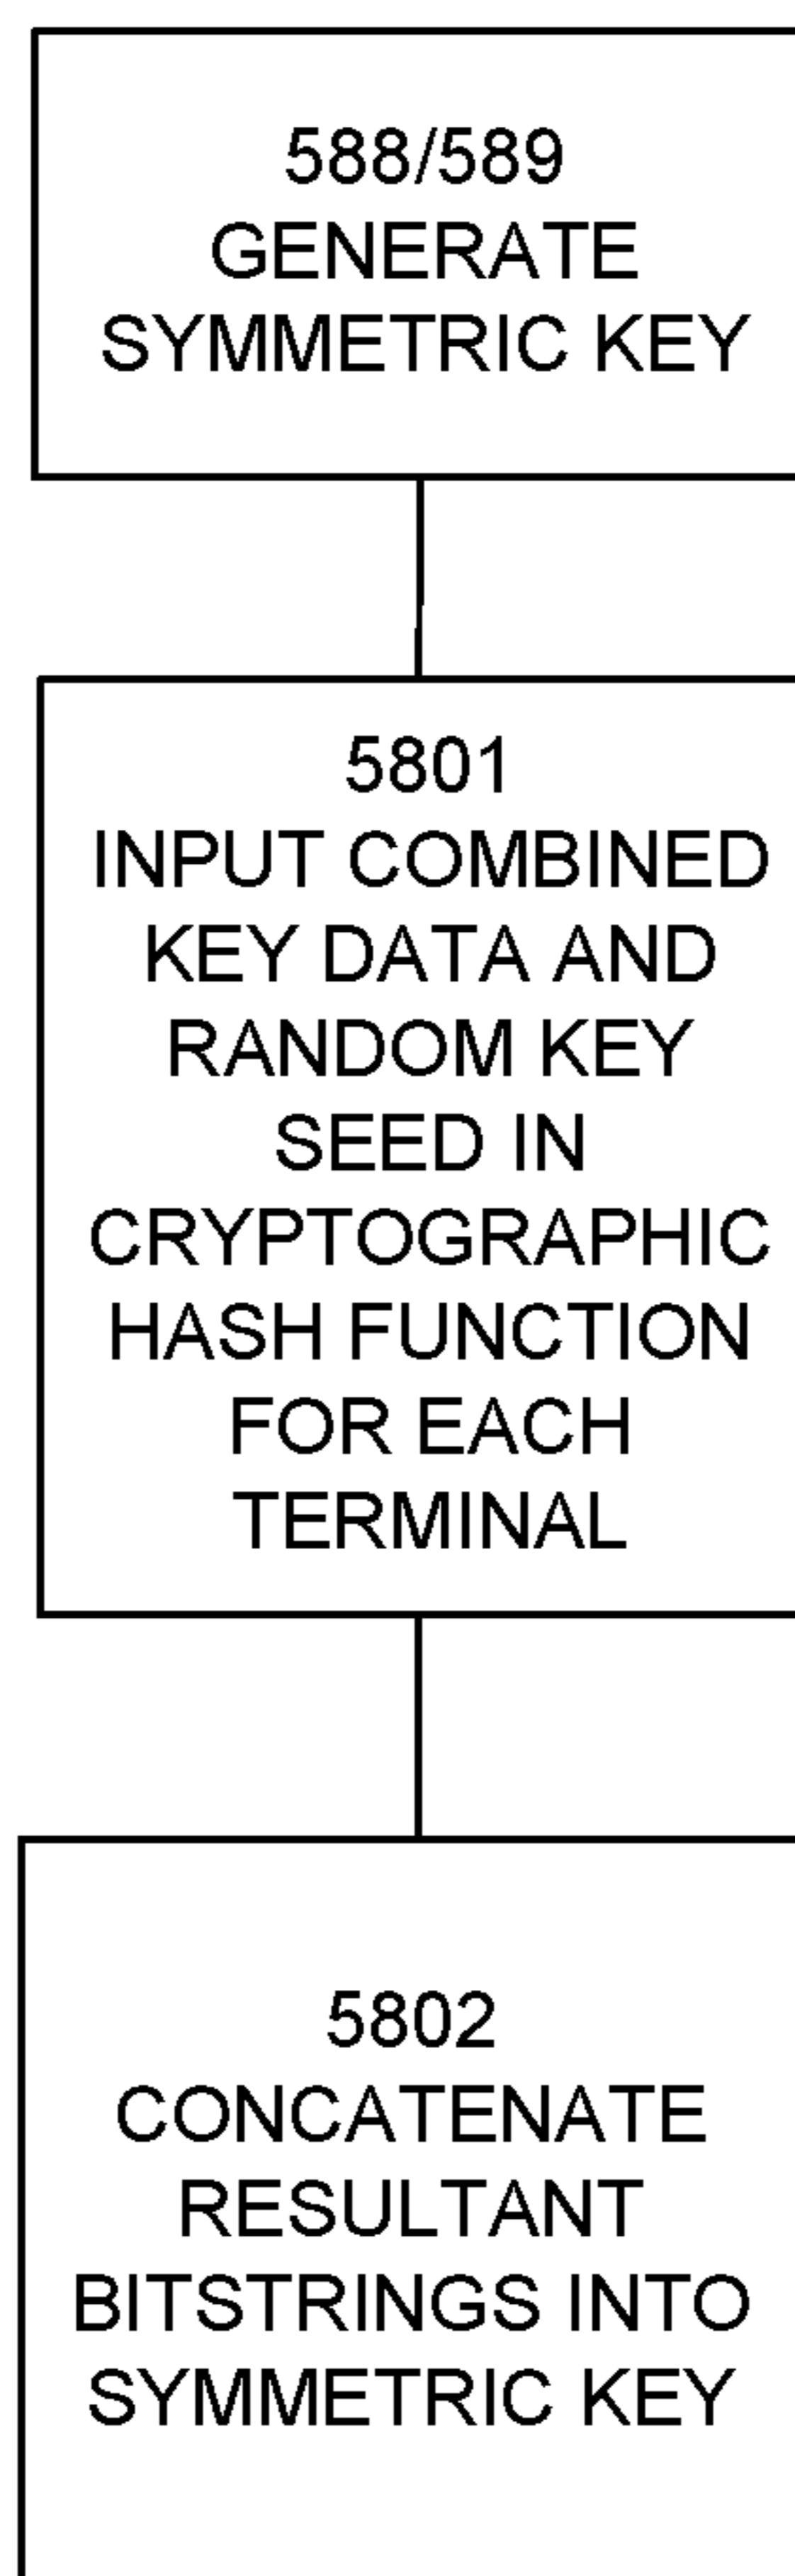 588/589
GENERATE
SYMMETRIC KEY
5801
INPUT COMBINED
KEY DATA AND
RANDOM KEY
SEED IN
CRYPTOGRAPHIC
HASH FUNCTION
FOR EACH
TERMINAL
5802
CONCATENATE
RESULTANT
BITSTRINGS INTO
SYMMETRIC KEY